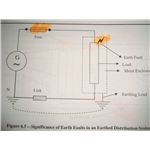 Fuse
G
Earth Fault
Load
Shout Enclosure
N
Link
Earthing Lead
Figure 6.5 – Significance of Earth Faults in an Earthed Distribution System